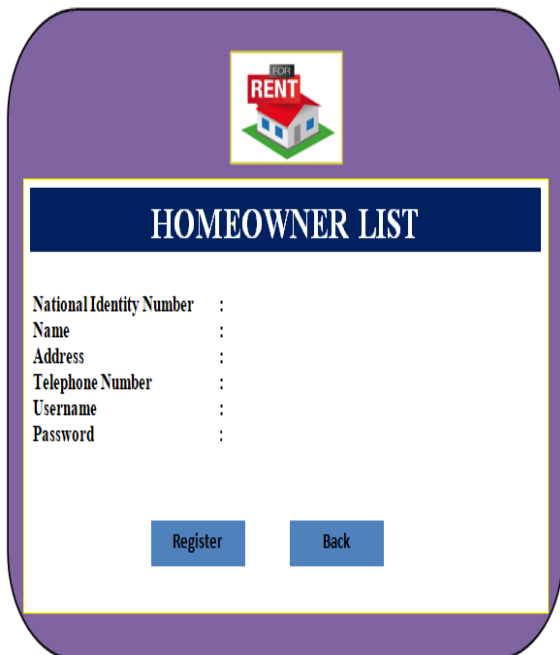 FOR
RENT
HOMEOWNER LIST
National Identity Number :
Name :
Address :
Telephone Number :
Username :
Password :
Register Back